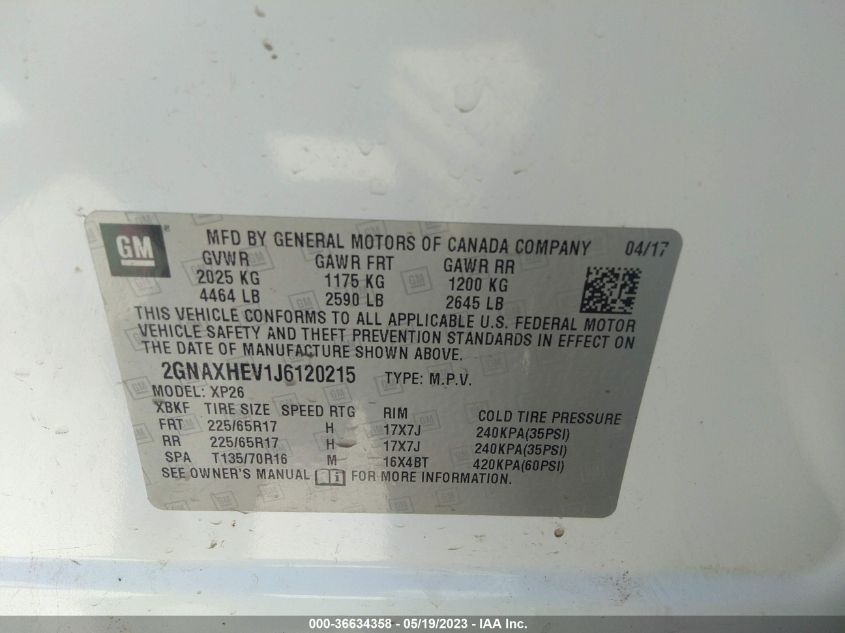 GM ®
MFD BY GENERAL MOTORS OF CANADA COMPANY 04/17
GVWR GAWR FRT GAWR RR
2025 KG 1175 KG 1200 KG
4464 LB 2590 LB 2645 LB
THIS VEHICLE CONFORMS TO ALL APPLICABLE U.S. FEDERAL MOTOR
VEHICLE SAFETY AND THEFT PREVENTION STANDARDS IN EFFECT ON
THE DATE OF MANUFACTURE SHOWN ABOVE.
2GNAXHEV1J6120215 TYPE: M.P.V.
MODEL: XP26
XBKF TIRE SIZE SPEED RTG RIM COLD TIRE PRESSURE
FRT 225/65R17 H 17X7J 240KPA(35PSI)
RR 225/65R17 H 17X7J 240KPA(35PSI)
SPA T135/70R16 M 16X4BT 420KPA(60PSI)
SEE OWNER'S MANUAL i FOR MORE INFORMATION.
000-36634358 - 05/19/2023 - IAA Inc.